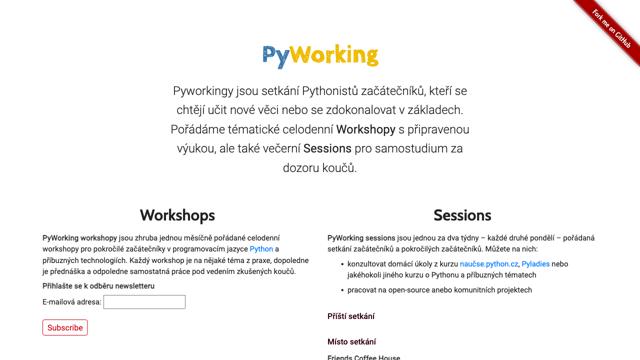 Fork me on GitHub
PyWorking
Pyworkingy jsou setkání Pythonistů začátečníků, kteří se
chtějí učit nové věci nebo se zdokonalovat v základech.
Pořádáme tématické celodenní Workshopy s připravenou
výukou, ale také večerní Sessions pro samostudium za
dozoru koučů.
Workshops
PyWorking workshopy jsou zhruba jednou měsíčně pořádané celodenní
workshopy pro pokročilé začátečníky v programovacím jazyce Python a
příbuzných technologiích. Každý workshop je na nějaké téma z praxe, dopoledne
je přednáška a odpoledne samostatná práce pod vedením zkušených koučů.
Přihlašte se k odběru newsletteru
E-mailová adresa:
Subscribe
Sessions
PyWorking sessions jsou jednou za dva týdny – každé druhé pondělí – pořádaná
setkání začátečníků a pokročilých začátečníků. Můžete na nich:
• konzultovat domácí úkoly z kurzu naučse.python.cz, Pyladies nebo
jakéhokoli jiného kurzu o Pythonu a příbuzných tématech
• pracovat na open-source anebo komunitních projektech
Příští setkání
Místo setkání
Friends Coffee House